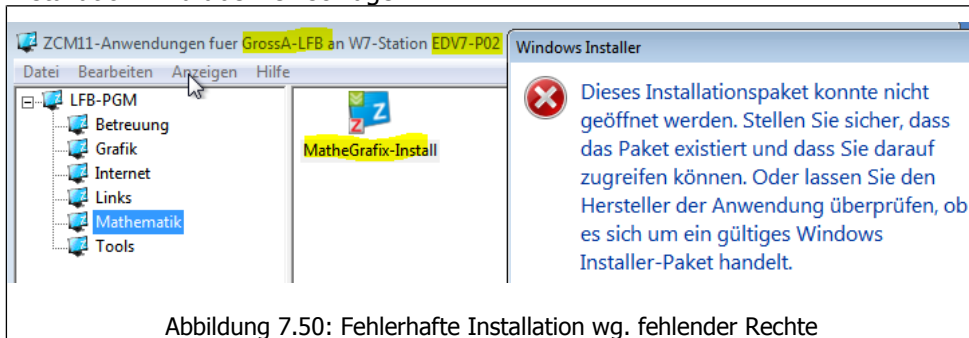 ZCM11-Anwendungen fuer GrossA-LFB an W7-Station EDV7-P02
Datei Bearbeiten Anzeigen Hilfe
LFB-PGM
Betreuung
Grafik
Internet
Links
Mathematik
Tools
MatheGrafix-Install
Windows Installer
Dieses Installationspaket konnte nicht
geöffnet werden. Stellen Sie sicher, dass
das Paket existiert und dass Sie darauf
zugreifen können. Oder lassen Sie den
Hersteller der Anwendung überprüfen, ob
es sich um ein gültiges Windows
Installer-Paket handelt.
Abbildung 7.50: Fehlerhafte Installation wg. fehlender Rechte